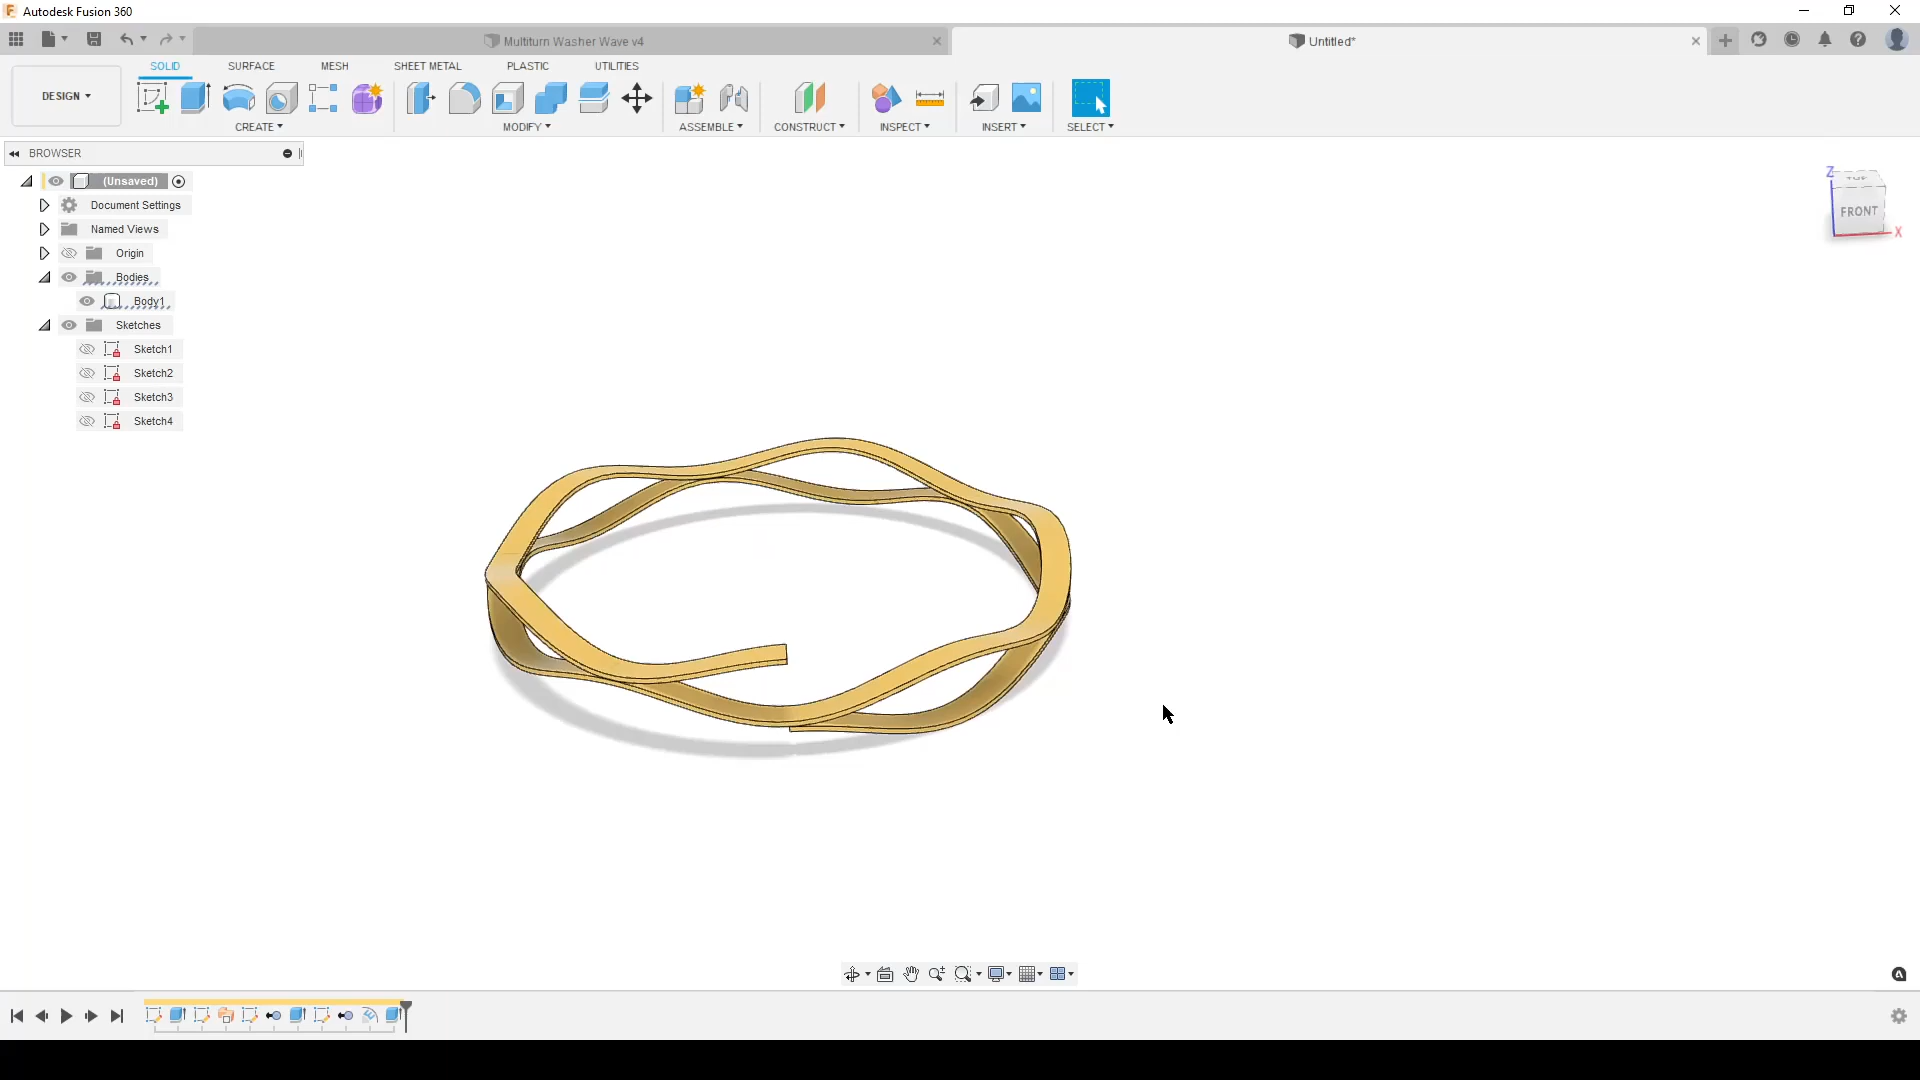 Autodesk Fusion 360
Multiturn Washer Wave v4
Untitled*
DESIGN
SOLID
SURFACE
MESH
SHEET METAL
PLASTIC
UTILITIES
CREATE
MODIFY
ASSEMBLE
CONSTRUCT
INSPECT
INSERT
SELECT
BROWSER
(Unsaved)
Document Settings
Named Views
Origin
Bodies
Body1
Sketches
Sketch1
Sketch2
Sketch3
Sketch4
Z
TOP
FRONT
X